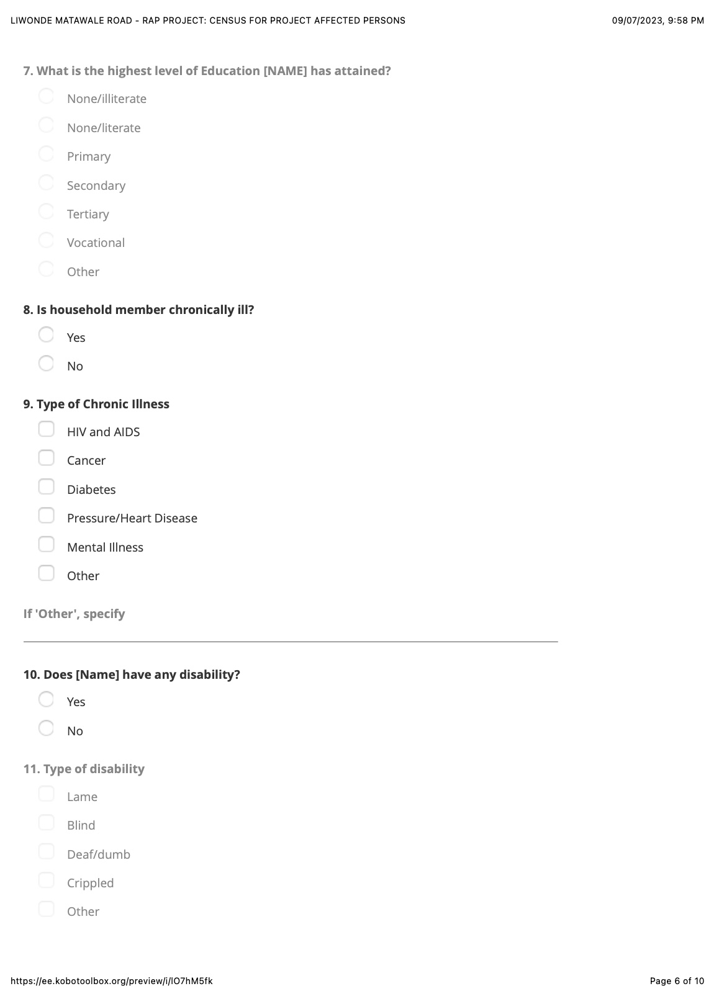 LIWONDE MATAWALE ROAD - RAP PROJECT: CENSUS FOR PROJECT AFFECTED PERSONS 09/07/2023, 9:58 PM
7. What is the highest level of Education [NAME] has attained?
None/illiterate
None/literate
Primary
Secondary
Tertiary
Vocational
Other
8. Is household member chronically ill?
Yes
No
9. Type of Chronic Illness
HIV and AIDS
Cancer
Diabetes
Pressure/Heart Disease
Mental Illness
Other
If 'Other', specify
10. Does [Name] have any disability?
Yes
No
11. Type of disability
Lame
Blind
Deaf/dumb
Crippled
Other
https://ee.kobotoolbox.org/preview/i/lO7hM5fk Page 6 of 10